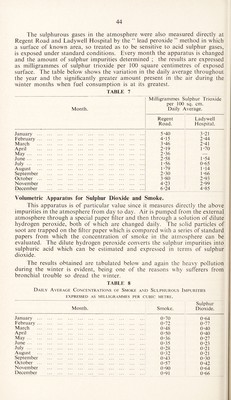 44
The sulphurous gases in the atmosphere were also measured directly at
Regent Road and Ladywell Hospital by the " lead peroxide " method in which
a surface of known area, so treated as to be sensitive to acid sulphur gases,
is exposed under standard conditions. Every month the apparatus is changed
and the amount of sulphur impurities determined ; the results are expressed
as milligrammes of sulphur trioxide per 100 square centimetres of exposed
surface. The table below shows the variation in the daily average throughout
the year and the significantly greater amount present in the air during the
winter months when fuel consumption is at its greatest.
TABLE 7
Milligrammes Sulphur Trioxide
per 100 sq. cm.
Daily Average.
Month.
Regent Road. Ladywell Hospital.
January 5·40 3·21
February 4·15 2·44
March 3·46 2·41
April 2·19 1·70
May 2·36
June 2·58 1·54
July 1·56 0·65
August 1·79 1·14
September 2·30 1·66
October 3·60 2·93
November 4·23 2·99
December 4·24 4·95
Volumetric Apparatus for Sulphur Dioxide and Smoke.
This apparatus is of particular value since it measures directly the above
impurities in the atmosphere from day to day. Air is pumped from the external
atmosphere through a special paper filter and then through a solution of dilute
hydrogen peroxide, both of which are changed daily. The solid particles of
soot are trapped on the filter paper which is compared with a series of standard
papers from which the concentration of smoke in the atmosphere can be
evaluated. The dilute hydrogen peroxide converts the sulphur impurities into
sulphuric acid which can be estimated and expressed in terms of sulphur
dioxide.
The results obtained are tabulated below and again the heavy pollution
during the winter is evident, being one of the reasons why sufferers from
bronchial trouble so dread the winter.
TABLE 8
DAILY AVERAGE CONCENTRATIONS OF SMOKE AND SULPHUROUS IMPURITIES
EXPRESSED AS MILLIGRAMMES PER CUBIC METRE.
Month. Smoke. Sulphur Dioxide.
January 0·70 0·64
February 0·72 0·77
March 0·48 0·40
April 0·50 0·40
May 0·36 0·27
June 0·35 0·23
July 0·28 0·21
August 0·32 0·21
September 0·43 0·30
October 0·57 0·42
November 0·90 0·64
December 0·91 0·66